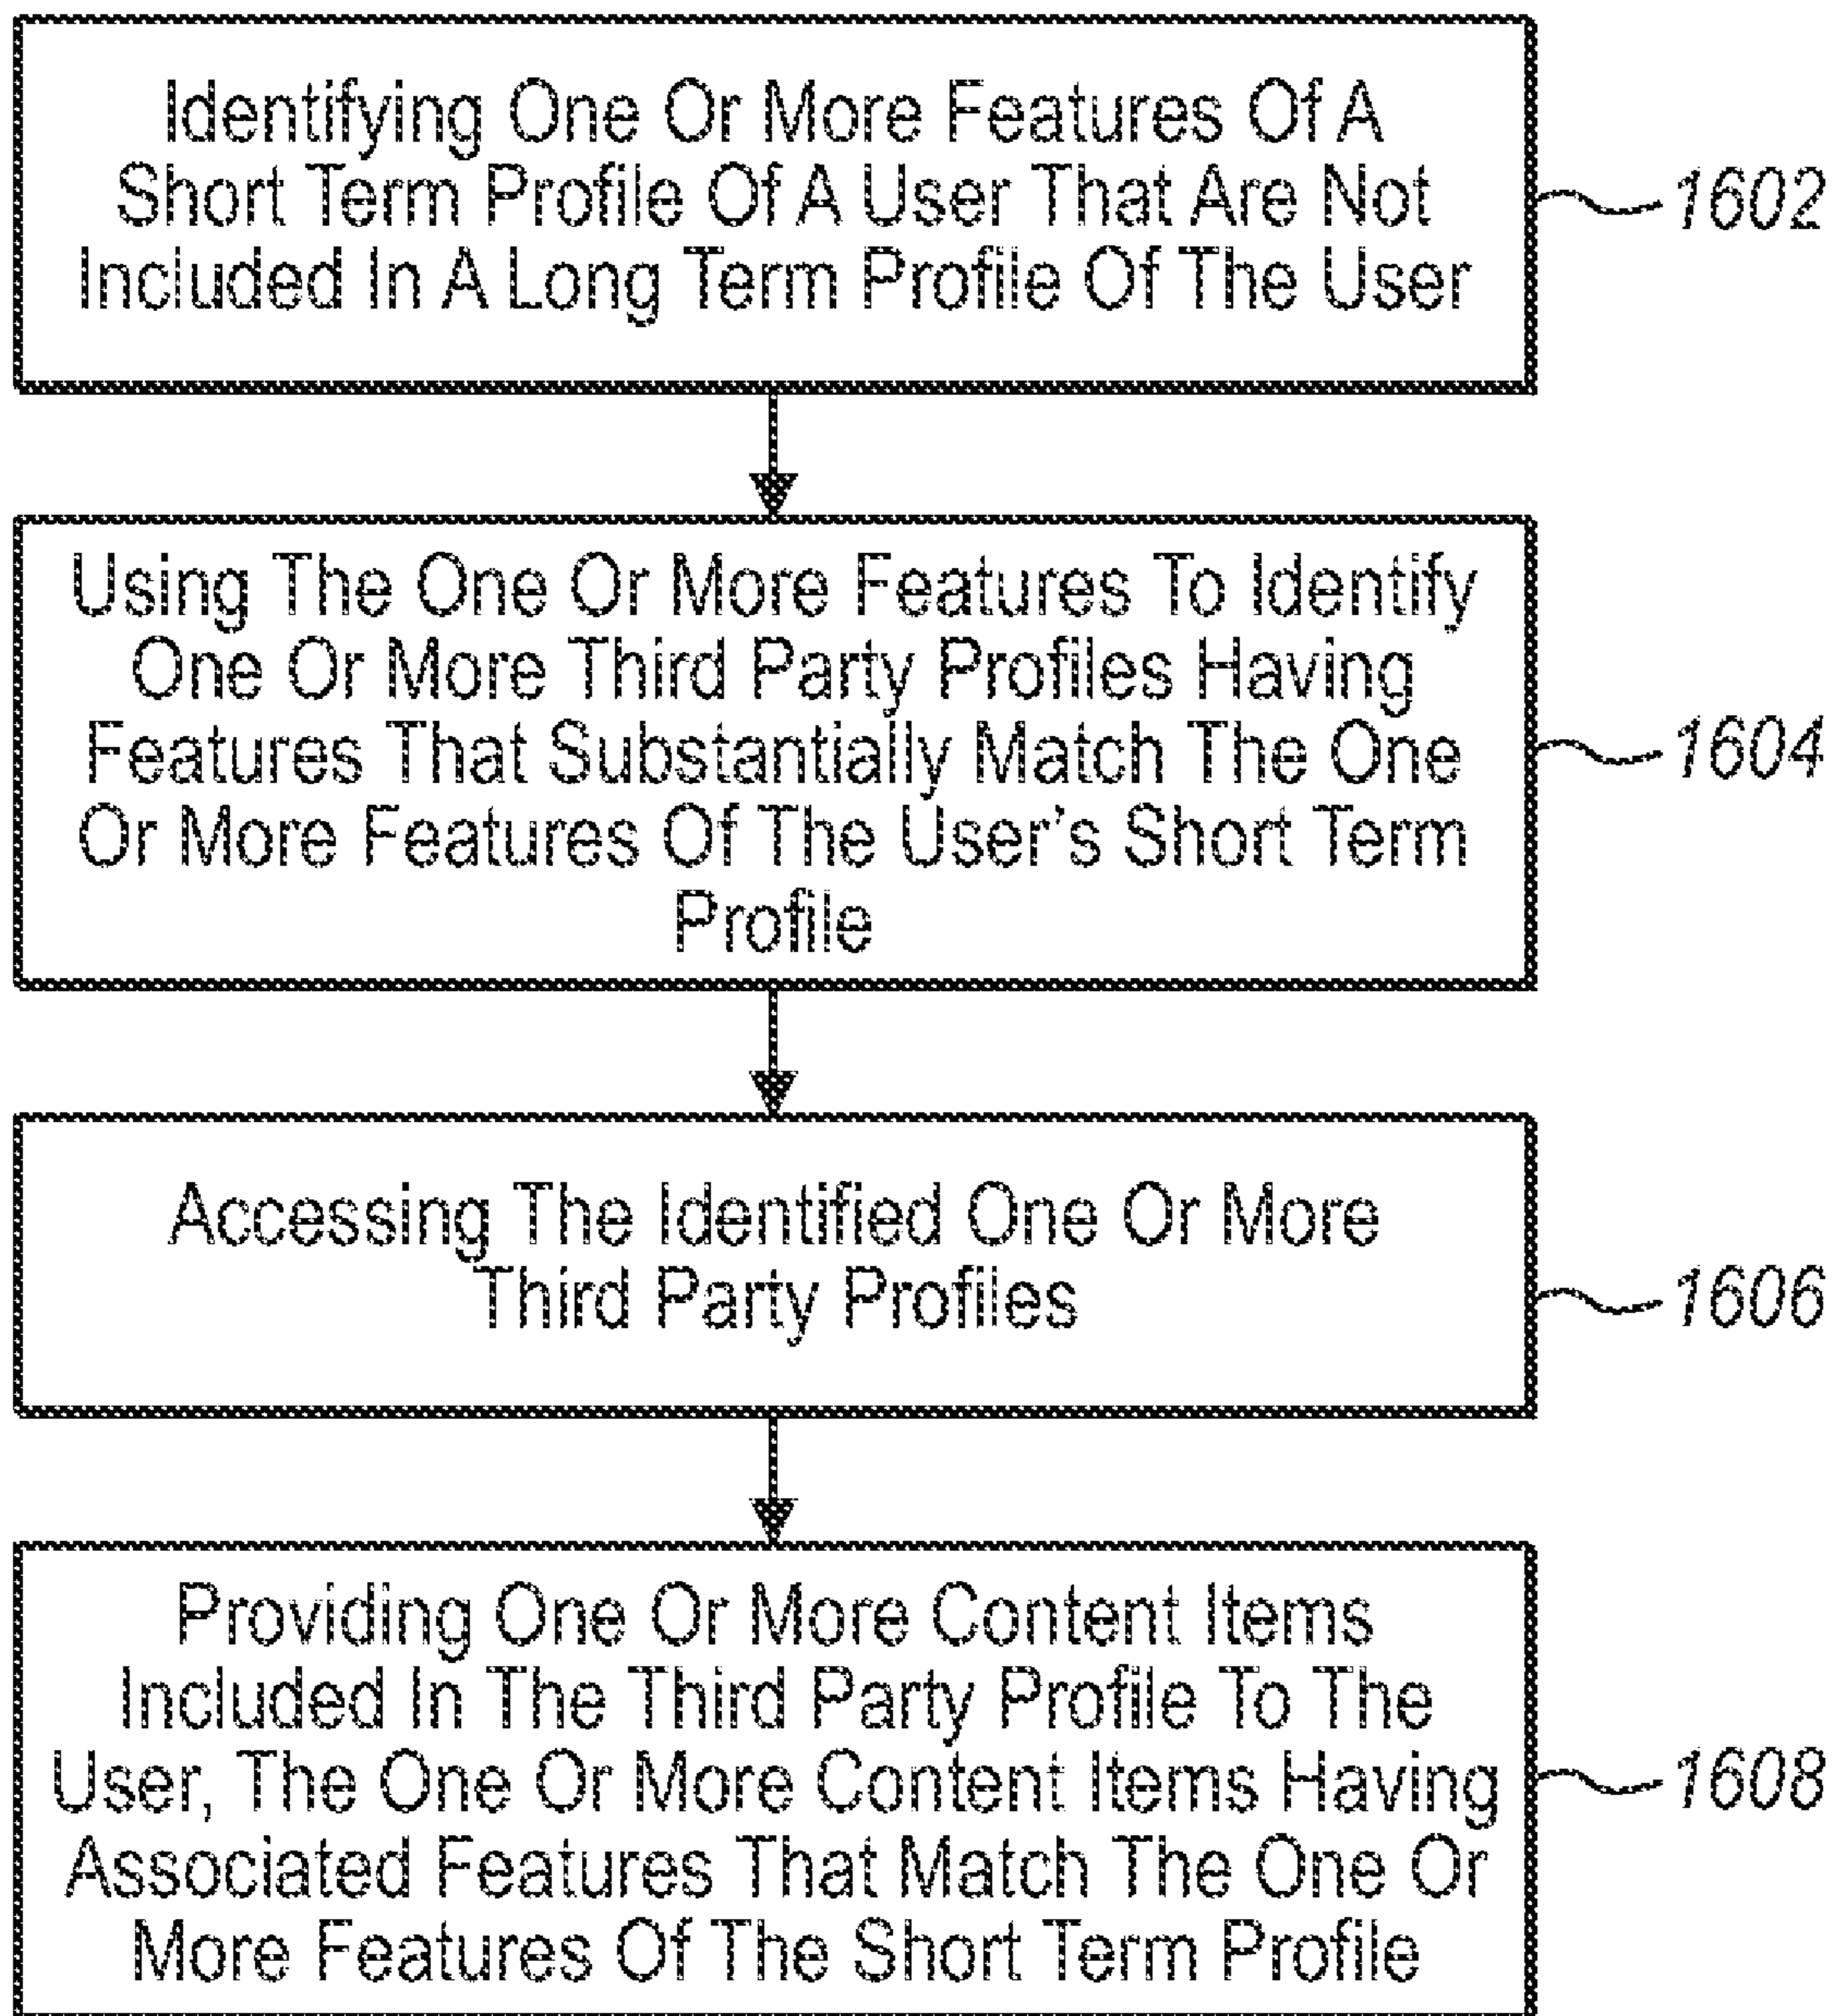 Identifying One Or More Features Of A
Short Term Profile Of A User That Are Not
Included In A Long Term Profile Of The User
1602
Using The One Or More Features To Identify
One Or More Third Party Profiles Having
Features That Substantially Match The One
Or More Features Of The User's Short Term
Profile
1604
Accessing The Identified One Or More
Third Party Profiles
1606
Providing One Or More Content Items
Included In The Third Party Profile To The
User, The One Or More Content Items Having
Associated Features That Match The One Or
More Features Of The Short Term Profile
1608